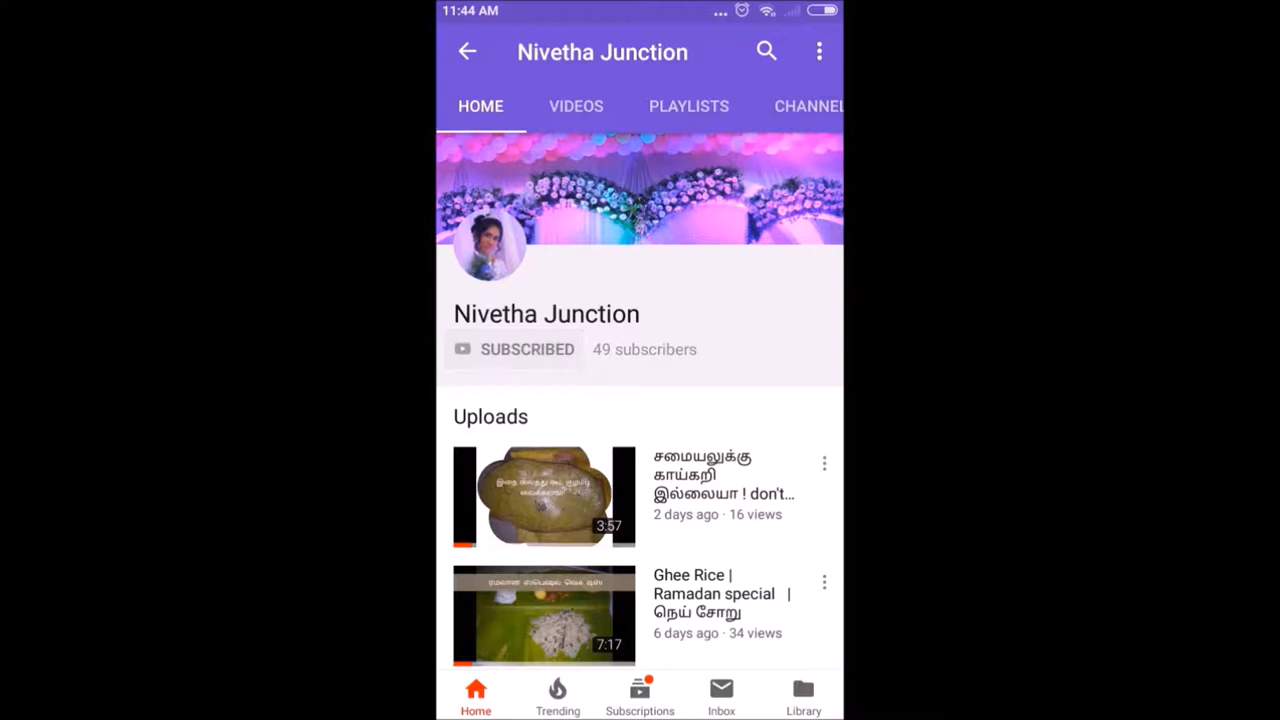 11:44 AM
Nivetha Junction
HOME VIDEOS PLAYLISTS CHANNEL
Nivetha Junction
SUBSCRIBED 49 subscribers
Uploads
சமையலுக்கு
காய்கறி
இல்லையா ! don't...
2 days ago · 16 views
3:57
Ghee Rice |
Ramadan special |
நெய் சோறு
6 days ago · 34 views
ரமலான் ஸ்பெஷல்
7:17
Home Trending Subscriptions Inbox Library